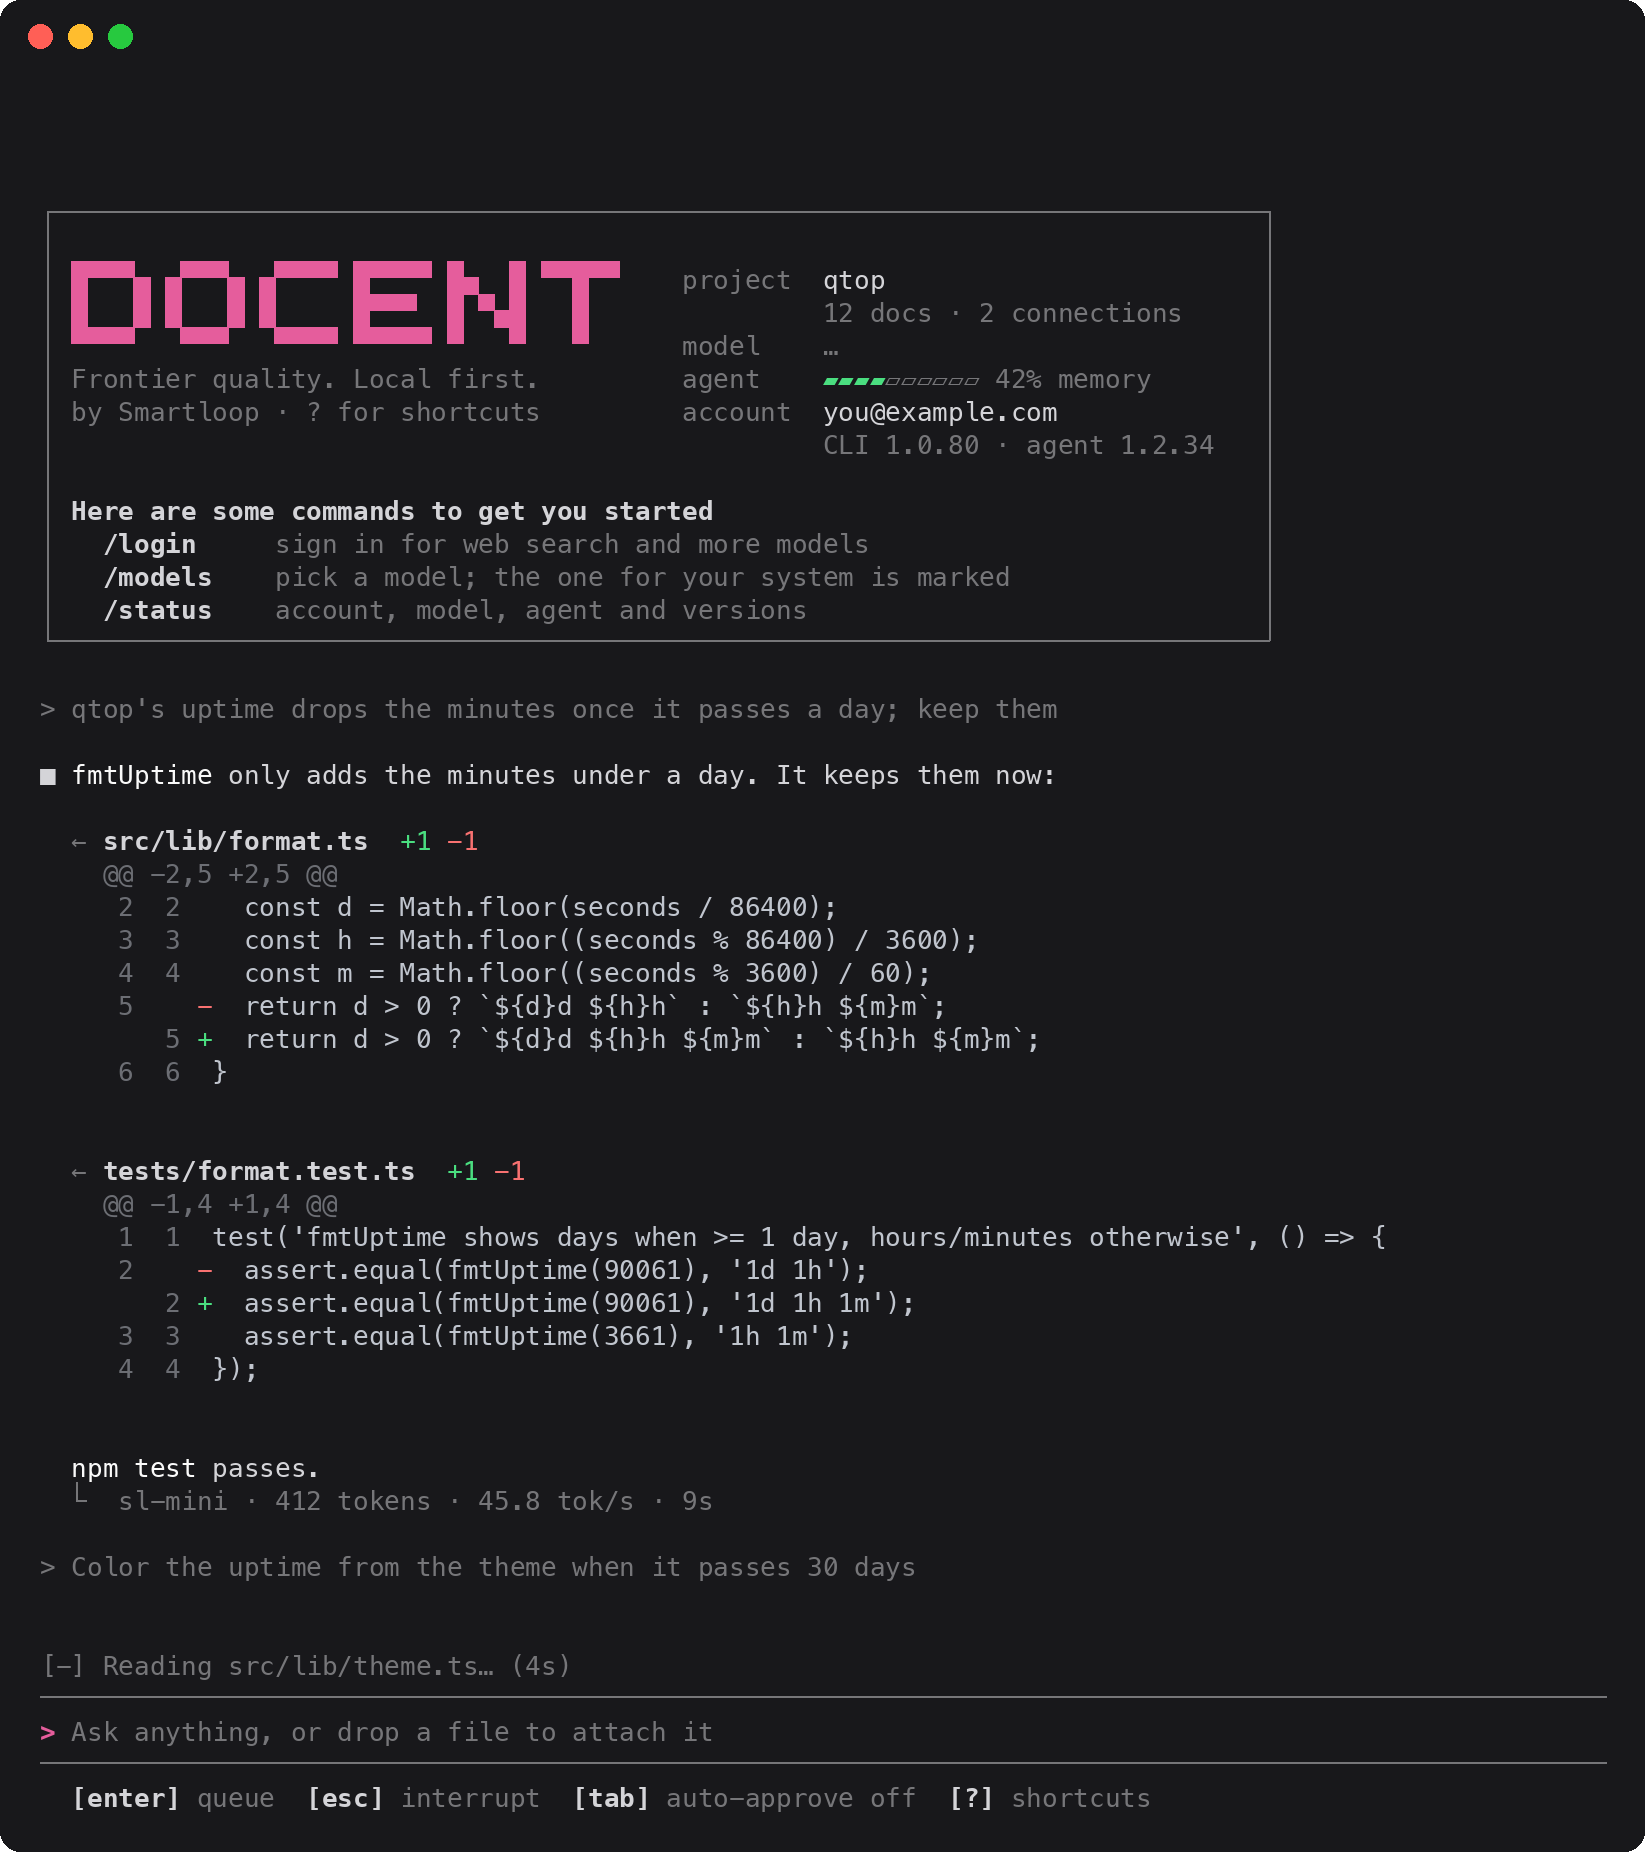 DOCENT
project qtop
12 docs · 2 connections
model …
Frontier quality. Local first.
agent ▰▰▰▰▱▱▱▱▱▱ 42% memory
by Smartloop · ? for shortcuts
account you@example.com
CLI 1.0.80 · agent 1.2.34
Here are some commands to get you started
/login sign in for web search and more models
/models pick a model; the one for your system is marked
/status account, model, agent and versions
> qtop's uptime drops the minutes once it passes a day; keep them
■ fmtUptime only adds the minutes under a day. It keeps them now:
← src/lib/format.ts +1 −1
@@ −2,5 +2,5 @@
2 2 const d = Math.floor(seconds / 86400);
3 3 const h = Math.floor((seconds % 86400) / 3600);
4 4 const m = Math.floor((seconds % 3600) / 60);
5 − return d > 0 ? `${d}d ${h}h` : `${h}h ${m}m`;
5 + return d > 0 ? `${d}d ${h}h ${m}m` : `${h}h ${m}m`;
6 6 }
← tests/format.test.ts +1 −1
@@ −1,4 +1,4 @@
1 1 test('fmtUptime shows days when >= 1 day, hours/minutes otherwise', () => {
2 − assert.equal(fmtUptime(90061), '1d 1h');
2 + assert.equal(fmtUptime(90061), '1d 1h 1m');
3 3 assert.equal(fmtUptime(3661), '1h 1m');
4 4 });
npm test passes.
└ sl−mini · 412 tokens · 45.8 tok/s · 9s
> Color the uptime from the theme when it passes 30 days
[−] Reading src/lib/theme.ts… (4s)
> Ask anything, or drop a file to attach it
[enter] queue [esc] interrupt [tab] auto−approve off [?] shortcuts